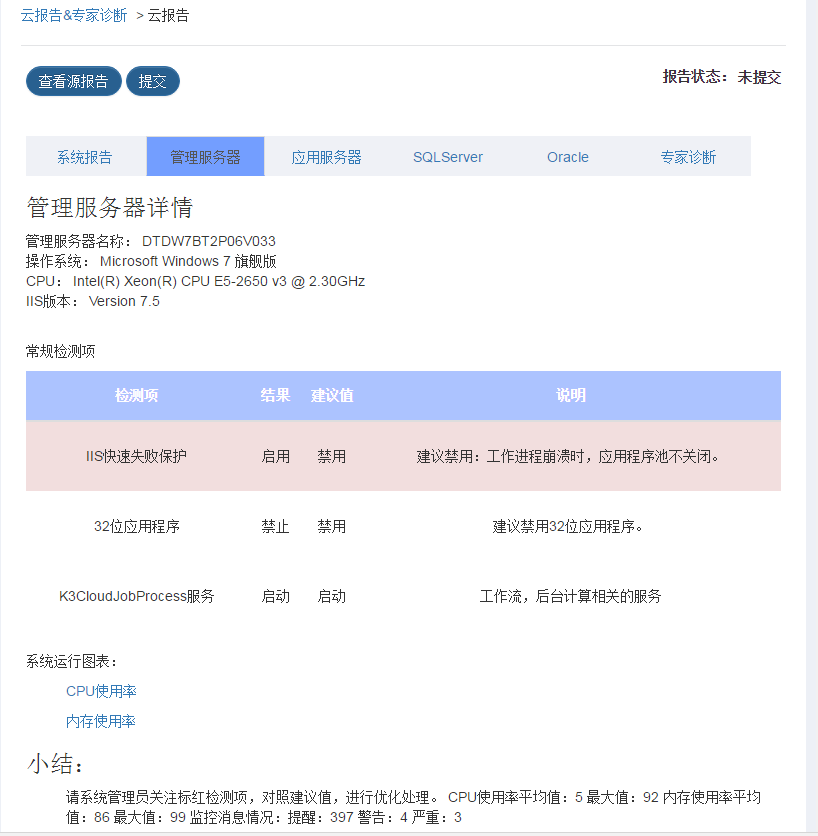 云报告&专家诊断 > 云报告
查看源报告 提交 报告状态： 未提交
系统报告 管理服务器 应用服务器 SQLServer Oracle 专家诊断
管理服务器详情
管理服务器名称： DTDW7BT2P06V033
操作系统： Microsoft Windows 7 旗舰版
CPU： Intel(R) Xeon(R) CPU E5-2650 v3 @ 2.30GHz
IIS版本： Version 7.5
常规检测项
检测项 结果 建议值 说明
IIS快速失败保护 启用 禁用 建议禁用：工作进程崩溃时，应用程序池不关闭。
32位应用程序 禁止 禁用 建议禁用32位应用程序。
K3CloudJobProcess服务 启动 启动 工作流，后台计算相关的服务
系统运行图表：
CPU使用率
内存使用率
小结：
请系统管理员关注标红检测项，对照建议值，进行优化处理。 CPU使用率平均值：5 最大值：92 内存使用率平均
值：86 最大值：99 监控消息情况：提醒：397 警告：4 严重：3